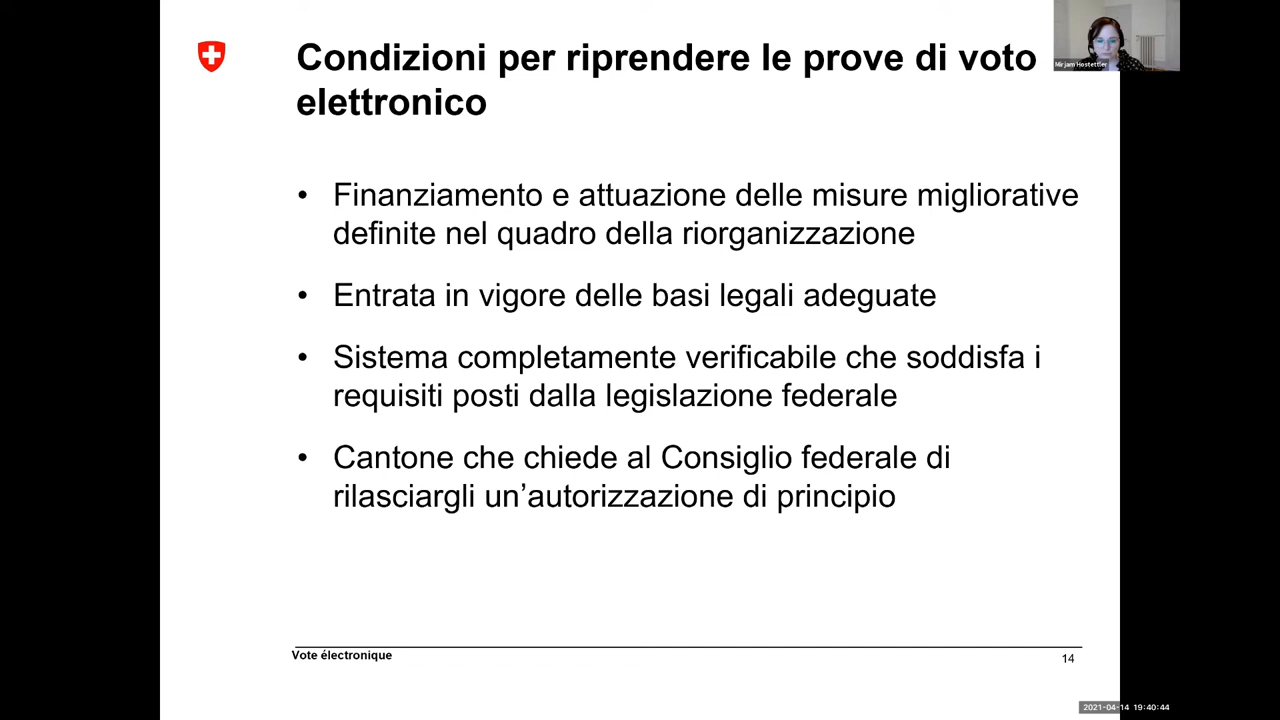 Condizioni per riprendere le prove di voto
elettronico
Mirjam Hostettler
• Finanziamento e attuazione delle misure migliorative
definite nel quadro della riorganizzazione
• Entrata in vigore delle basi legali adeguate
• Sistema completamente verificabile che soddisfa i
requisiti posti dalla legislazione federale
• Cantone che chiede al Consiglio federale di
rilasciargli un’autorizzazione di principio
Vote électronique
14
2021-04-14 19:40:44